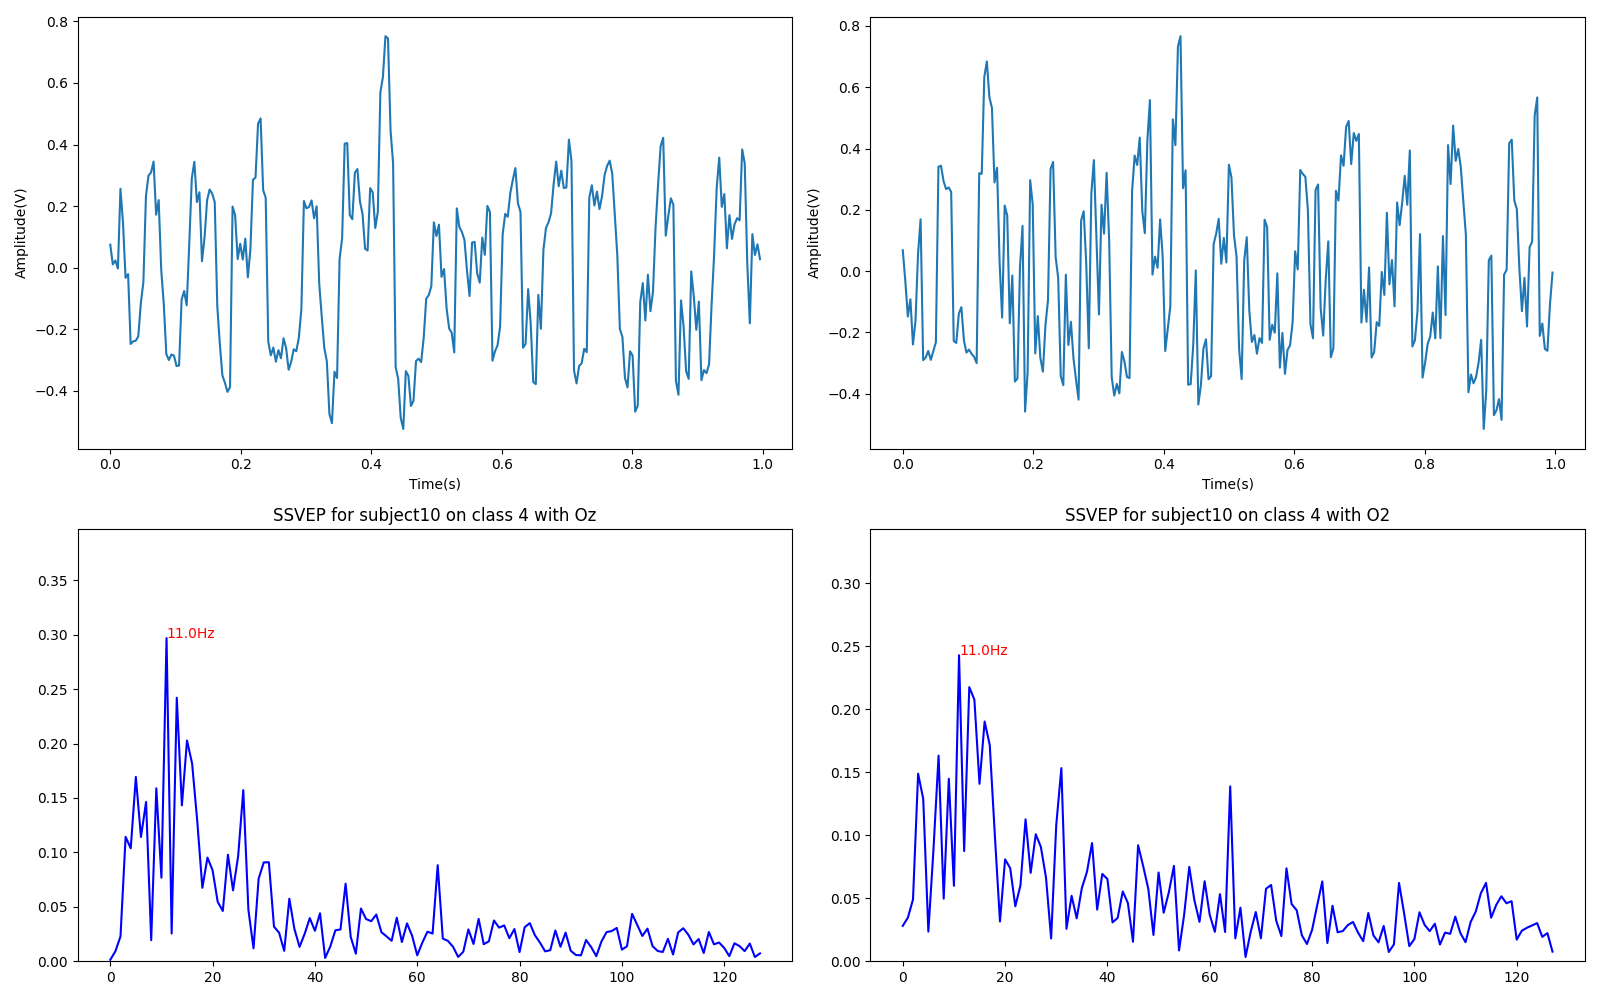 0.8
0.6
0.4
0.2
0.0
−0.2
−0.4
Amplitude(V)
0.0 0.2 0.4 0.6 0.8 1.0
Time(s)
0.8
0.6
0.4
0.2
0.0
−0.2
−0.4
Amplitude(V)
0.0 0.2 0.4 0.6 0.8 1.0
Time(s)
SSVEP for subject10 on class 4 with Oz
0.35
0.30
0.25
0.20
0.15
0.10
0.05
0.00
11.0Hz
0 20 40 60 80 100 120
SSVEP for subject10 on class 4 with O2
0.30
0.25
0.20
0.15
0.10
0.05
0.00
11.0Hz
0 20 40 60 80 100 120